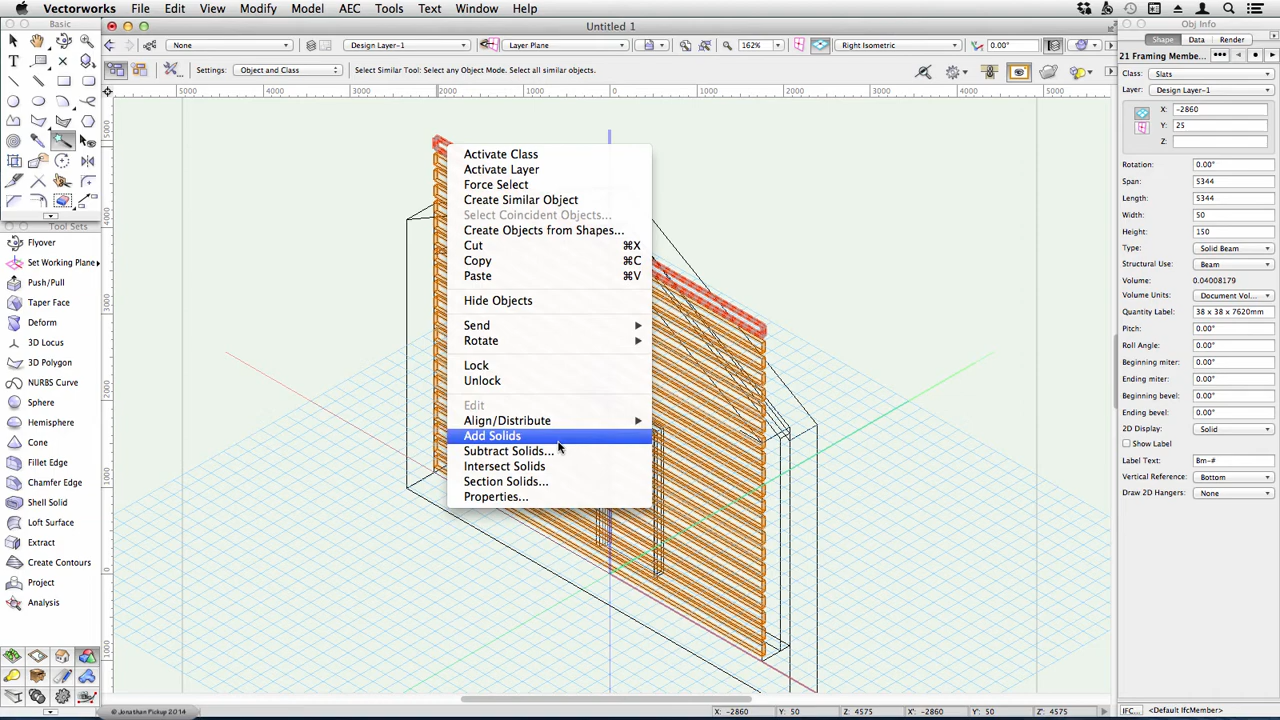 Vectorworks File Edit View Modify Model AEC Tools Text Window Help
Basic
Untitled 1
Obj Info
None
Design Layer-1
Layer Plane
162%
Right Isometric
0.00°
Settings:
Object and Class
Select Similar Tool: Select any Object Mode. Select all similar objects.
5000 4000 3000 2000 1000 0 1000 2000 3000 4000 5000
5000
4000
3000
2000
1000
0
1000
Activate Class
Activate Layer
Force Select
Create Similar Object
Select Coincident Objects...
Create Objects from Shapes...
Cut ⌘X
Copy ⌘C
Paste ⌘V
Hide Objects
Send
Rotate
Lock
Unlock
Edit
Align/Distribute
Add Solids
Subtract Solids...
Intersect Solids
Section Solids...
Properties...
Tool Sets
Flyover
Set Working Plane
Push/Pull
Taper Face
Deform
3D Locus
3D Polygon
NURBS Curve
Sphere
Hemisphere
Cone
Fillet Edge
Chamfer Edge
Shell Solid
Loft Surface
Extract
Create Contours
Project
Analysis
Shape Data Render
21 Framing Membe...
Class: Slats
Layer: Design Layer-1
X: -2860
Y: 25
Z:
Rotation: 0.00°
Span: 5344
Length: 5344
Width: 50
Height: 150
Type: Solid Beam
Structural Use: Beam
Volume: 0.04008179
Volume Units: Document Vol...
Quantity Label: 38 x 38 x 7620mm
Pitch: 0.00°
Roll Angle: 0.00°
Beginning miter: 0.00°
Ending miter: 0.00°
Beginning bevel: 0.00°
Ending bevel: 0.00°
2D Display: Solid
Show Label
Label Text: Bm-#
Vertical Reference: Bottom
Draw 2D Hangers: None
IFC... <Default IfcMember>
© Jonathan Pickup 2014
X: -2860 Y: 50 Z: 4575 X': -2860 Y': 50 Z': 4575